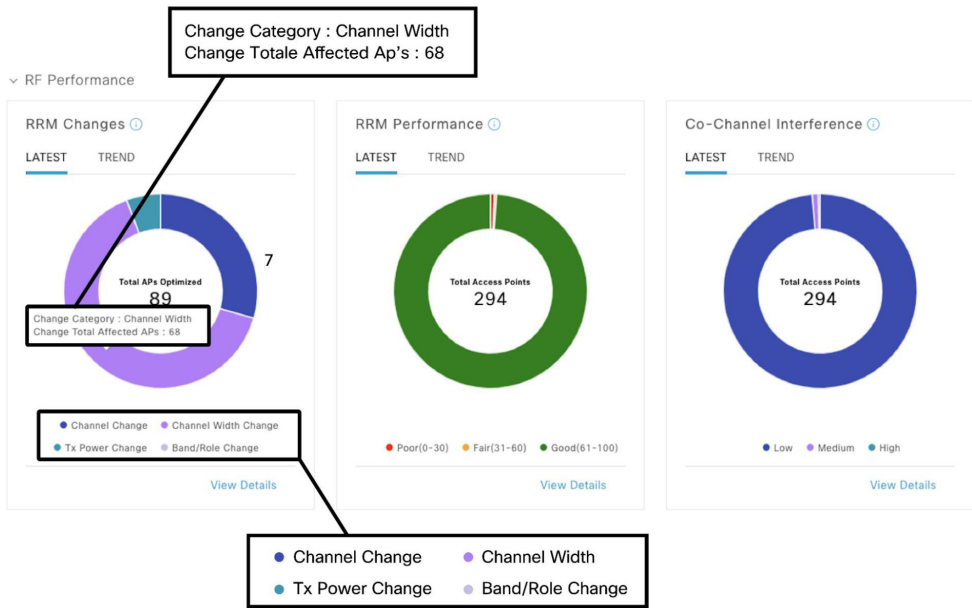 Change Category : Channel Width
Change Totale Affected Ap's : 68
RF Performance
RRM Changes
LATEST TREND
Total APs Optimized
89
7
Change Category : Channel Width
Change Total Affected APs : 68
Channel Change Channel Width Change
Tx Power Change Band/Role Change
View Details
RRM Performance
LATEST TREND
Total Access Points
294
Poor(0-30) Fair(31-60) Good(61-100)
View Details
Co-Channel Interference
LATEST TREND
Total Access Points
294
Low Medium High
View Details
Channel Change Channel Width
Tx Power Change Band/Role Change